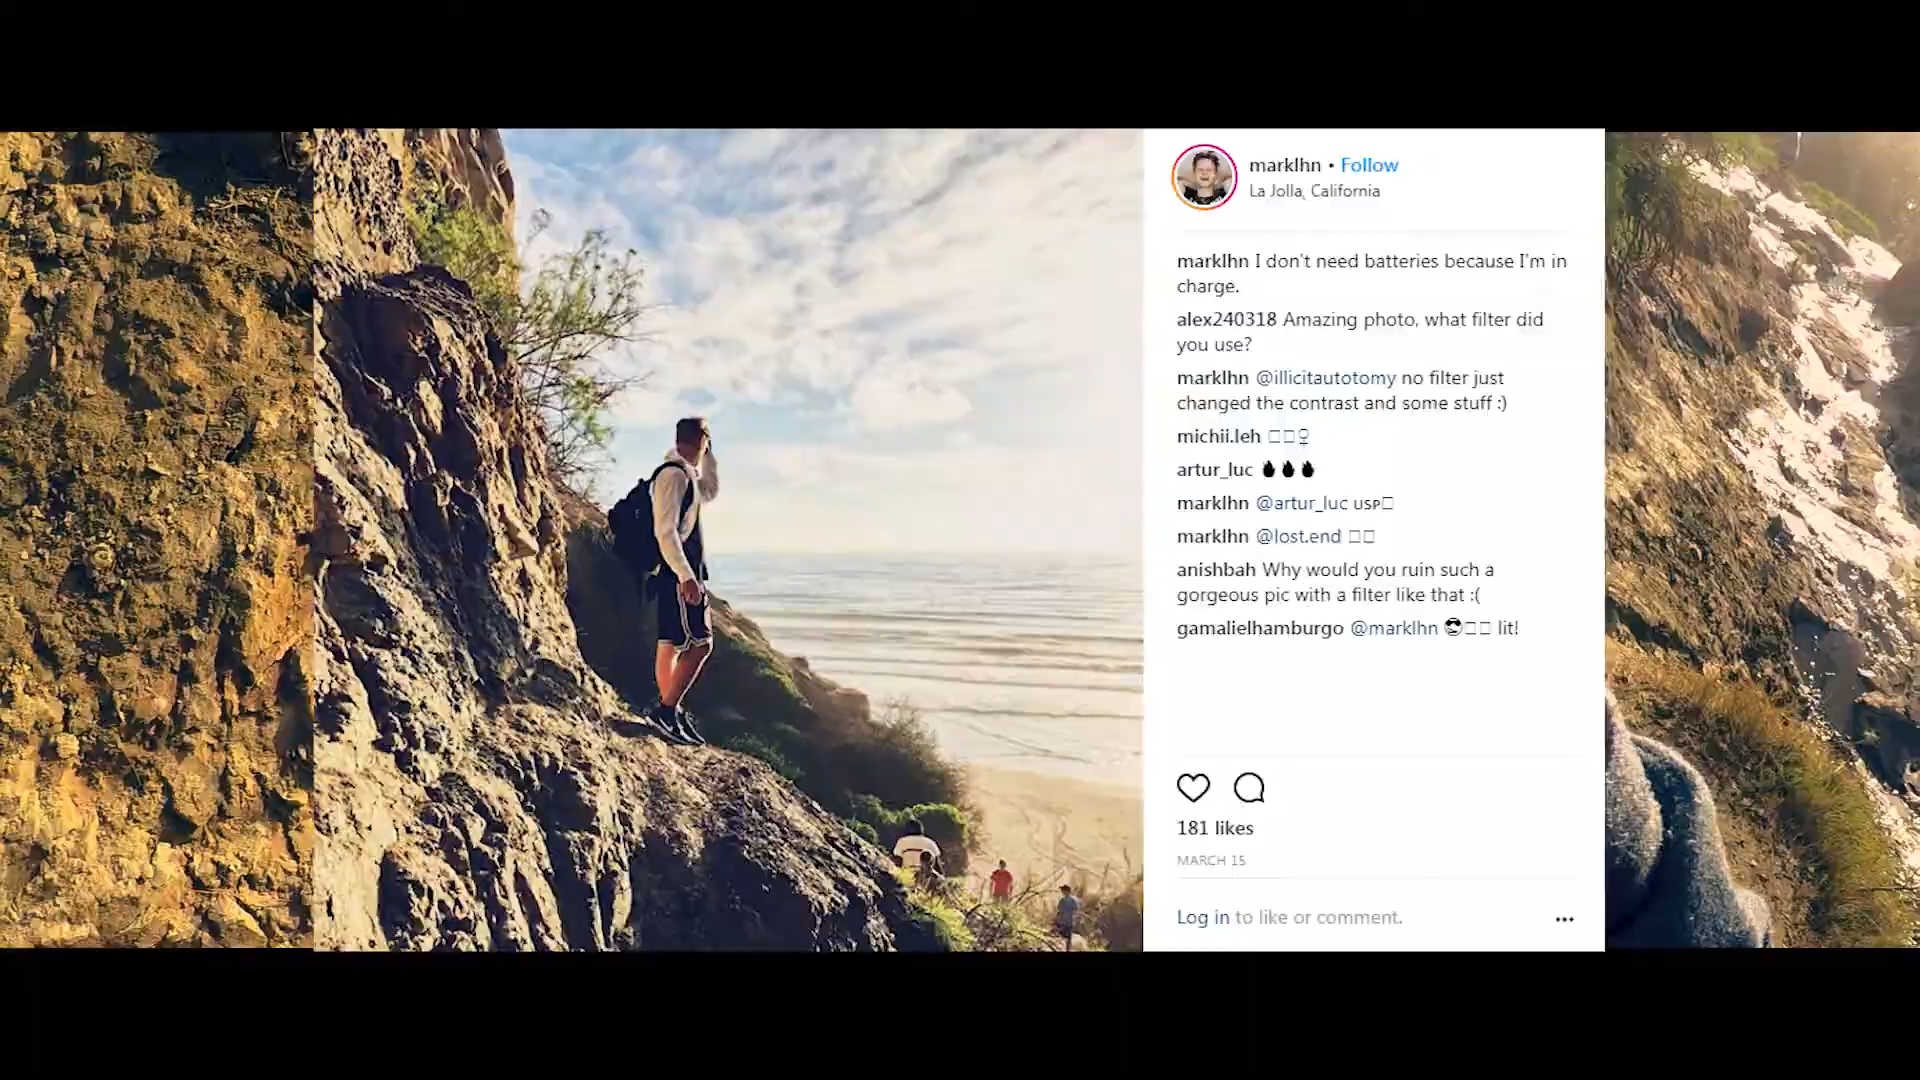 marklhn • Follow
La Jolla, California
marklhn I don't need batteries because I'm in
charge.
alex240318 Amazing photo, what filter did
you use?
marklhn @illicitautotomy no filter just
changed the contrast and some stuff :)
michii.leh □□♀
artur_luc 🔥🔥🔥
marklhn @artur_luc ᴜsᴘ□
marklhn @lost.end □□
anishbah Why would you ruin such a
gorgeous pic with a filter like that :(
gamalielhamburgo @marklhn 😎□□ lit!
181 likes
MARCH 15
Log in to like or comment.